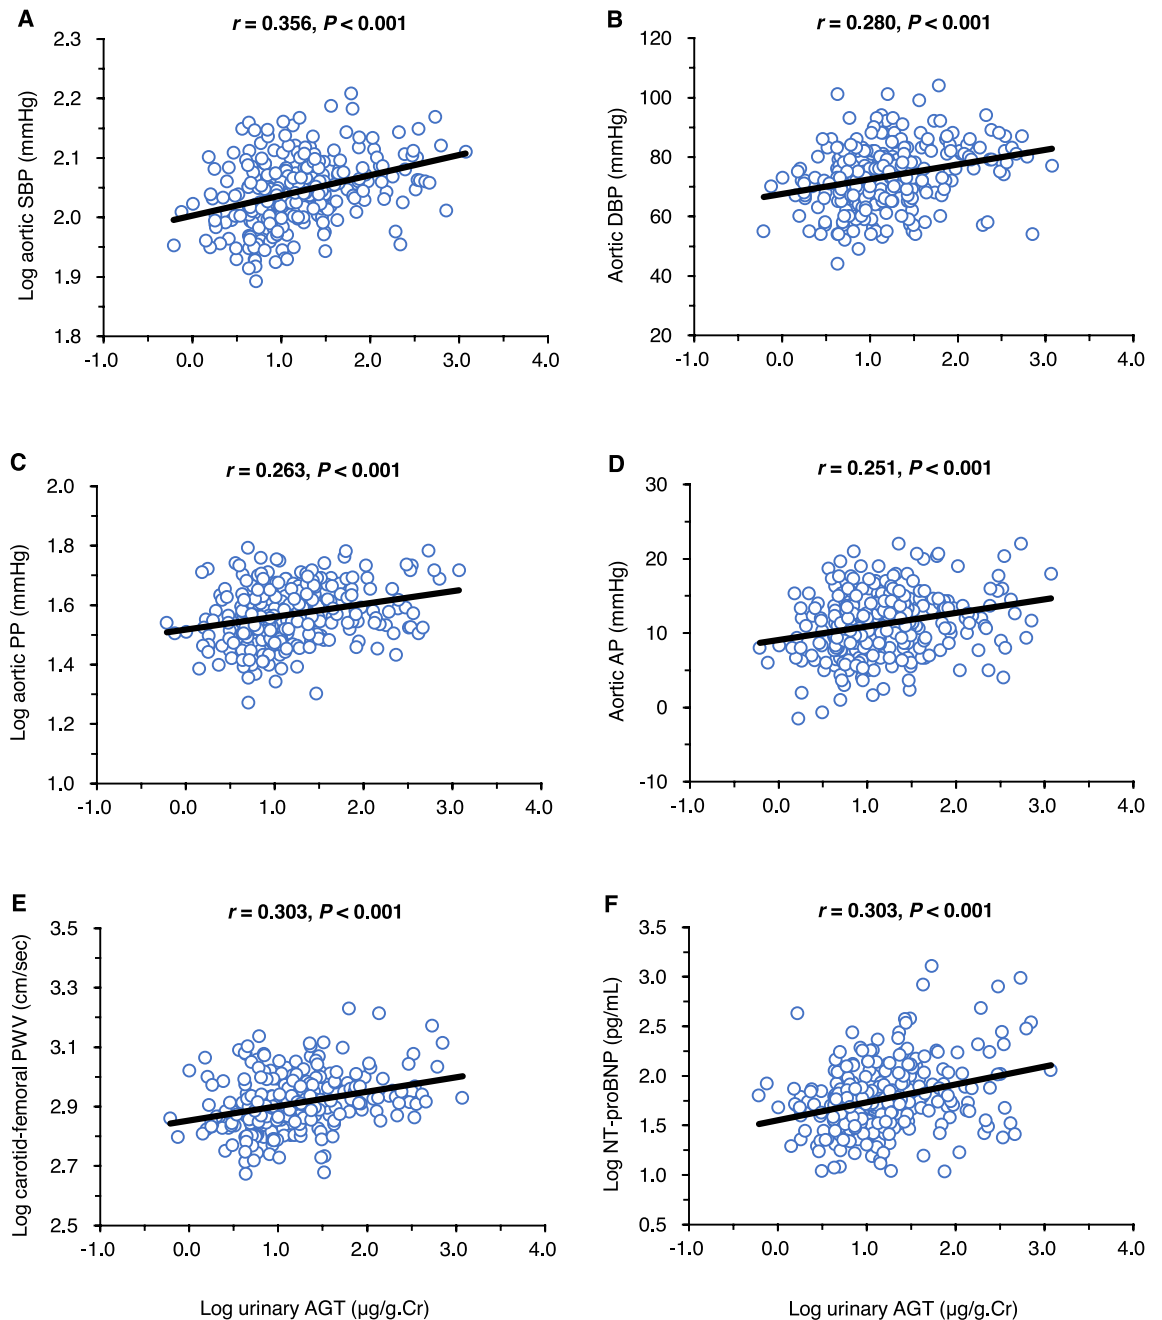 A
r = 0.356, P < 0.001
Log aortic SBP (mmHg)
2.3
2.2
2.1
2.0
1.9
1.8
-1.0 0.0 1.0 2.0 3.0 4.0
B
r = 0.280, P < 0.001
Aortic DBP (mmHg)
120
100
80
60
40
20
-1.0 0.0 1.0 2.0 3.0 4.0
C
r = 0.263, P < 0.001
Log aortic PP (mmHg)
2.0
1.8
1.6
1.4
1.2
1.0
-1.0 0.0 1.0 2.0 3.0 4.0
D
r = 0.251, P < 0.001
Aortic AP (mmHg)
30
20
10
0
-10
-1.0 0.0 1.0 2.0 3.0 4.0
E
r = 0.303, P < 0.001
Log carotid-femoral PWV (cm/sec)
3.5
3.3
3.1
2.9
2.7
2.5
-1.0 0.0 1.0 2.0 3.0 4.0
Log urinary AGT (μg/g.Cr)
F
r = 0.303, P < 0.001
Log NT-proBNP (pg/mL)
3.5
3.0
2.5
2.0
1.5
1.0
0.5
-1.0 0.0 1.0 2.0 3.0 4.0
Log urinary AGT (μg/g.Cr)